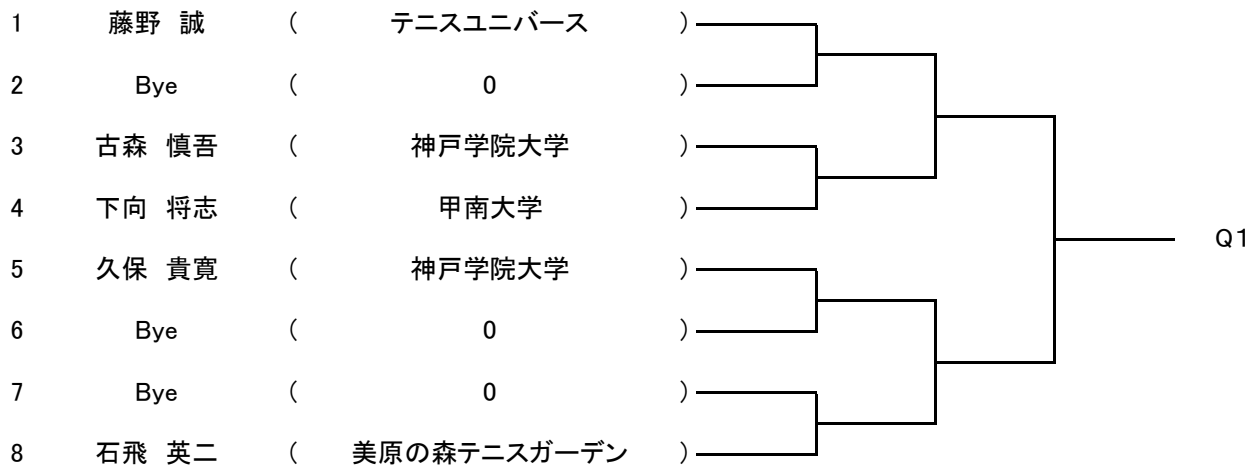 1 藤野 誠 ( テニスユニバース )
2 Bye ( 0 )
3 古森 慎吾 ( 神戸学院大学 )
4 下向 将志 ( 甲南大学 )
Q1
5 久保 貴寛 ( 神戸学院大学 )
6 Bye ( 0 )
7 Bye ( 0 )
8 石飛 英二 ( 美原の森テニスガーデン )